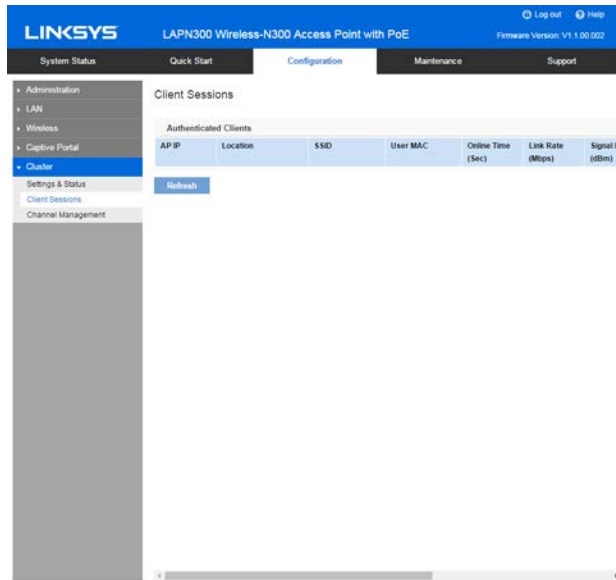 Log out Help
LINKSYS LAPN300 Wireless-N300 Access Point with PoE Firmware Version: V1.1.00.002
System Status Quick Start Configuration Maintenance Support
Administration
LAN
Wireless
Captive Portal
Cluster
Settings & Status
Client Sessions
Channel Management
Client Sessions
Authenticated Clients
AP IP Location SSID User MAC Online Time Link Rate Signal
(Sec) (Mbps) (dBm)
Refresh